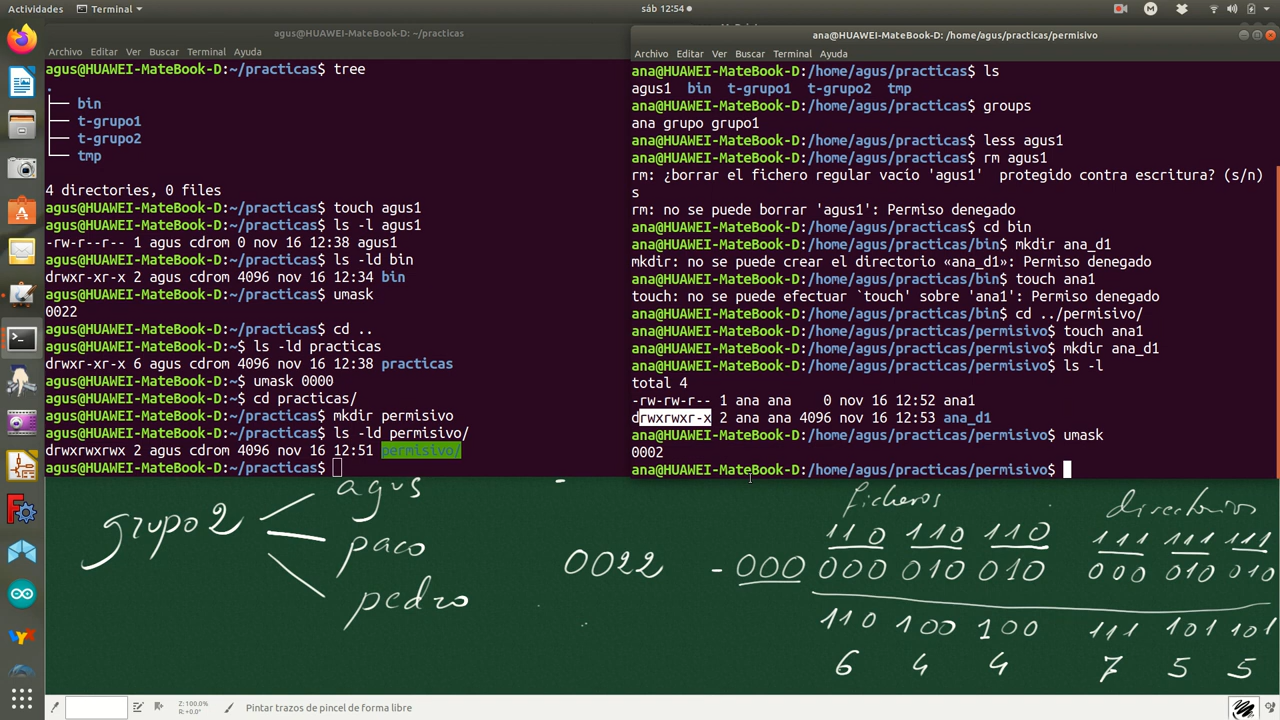 Actividades Terminal sáb 12:54
agus@HUAWEI-MateBook-D: ~/practicas
Archivo Editar Ver Buscar Terminal Ayuda
agus@HUAWEI-MateBook-D:~/practicas$ tree
.
├── bin
├── t-grupo1
├── t-grupo2
└── tmp
4 directories, 0 files
agus@HUAWEI-MateBook-D:~/practicas$ touch agus1
agus@HUAWEI-MateBook-D:~/practicas$ ls -l agus1
-rw-r--r-- 1 agus cdrom 0 nov 16 12:38 agus1
agus@HUAWEI-MateBook-D:~/practicas$ ls -ld bin
drwxr-xr-x 2 agus cdrom 4096 nov 16 12:34 bin
agus@HUAWEI-MateBook-D:~/practicas$ umask
0022
agus@HUAWEI-MateBook-D:~/practicas$ cd ..
agus@HUAWEI-MateBook-D:~$ ls -ld practicas
drwxr-xr-x 6 agus cdrom 4096 nov 16 12:38 practicas
agus@HUAWEI-MateBook-D:~$ umask 0000
agus@HUAWEI-MateBook-D:~$ cd practicas/
agus@HUAWEI-MateBook-D:~/practicas$ mkdir permisivo
agus@HUAWEI-MateBook-D:~/practicas$ ls -ld permisivo/
drwxrwxrwx 2 agus cdrom 4096 nov 16 12:51 permisivo/
agus@HUAWEI-MateBook-D:~/practicas$
ana@HUAWEI-MateBook-D: /home/agus/practicas/permisivo
Archivo Editar Ver Buscar Terminal Ayuda
ana@HUAWEI-MateBook-D:/home/agus/practicas$ ls
agus1 bin t-grupo1 t-grupo2 tmp
ana@HUAWEI-MateBook-D:/home/agus/practicas$ groups
ana grupo grupo1
ana@HUAWEI-MateBook-D:/home/agus/practicas$ less agus1
ana@HUAWEI-MateBook-D:/home/agus/practicas$ rm agus1
rm: ¿borrar el fichero regular vacío 'agus1'  protegido contra escritura? (s/n)
s
rm: no se puede borrar 'agus1': Permiso denegado
ana@HUAWEI-MateBook-D:/home/agus/practicas$ cd bin
ana@HUAWEI-MateBook-D:/home/agus/practicas/bin$ mkdir ana_d1
mkdir: no se puede crear el directorio «ana_d1»: Permiso denegado
ana@HUAWEI-MateBook-D:/home/agus/practicas/bin$ touch ana1
touch: no se puede efectuar `touch' sobre 'ana1': Permiso denegado
ana@HUAWEI-MateBook-D:/home/agus/practicas/bin$ cd ../permisivo/
ana@HUAWEI-MateBook-D:/home/agus/practicas/permisivo$ touch ana1
ana@HUAWEI-MateBook-D:/home/agus/practicas/permisivo$ mkdir ana_d1
ana@HUAWEI-MateBook-D:/home/agus/practicas/permisivo$ ls -l
total 4
-rw-rw-r-- 1 ana ana    0 nov 16 12:52 ana1
drwxrwxr-x 2 ana ana 4096 nov 16 12:53 ana_d1
ana@HUAWEI-MateBook-D:/home/agus/practicas/permisivo$ umask
0002
ana@HUAWEI-MateBook-D:/home/agus/practicas/permisivo$
grupo2
agus
paco
pedro
ficheros directorios
110 110 110 111 111 111
0022 - 000 000 010 010 000 010 010
110 100 100 111 101 101
6 4 4 7 5 5
Z: 100.0%
R: +0.0°
Pintar trazos de pincel de forma libre